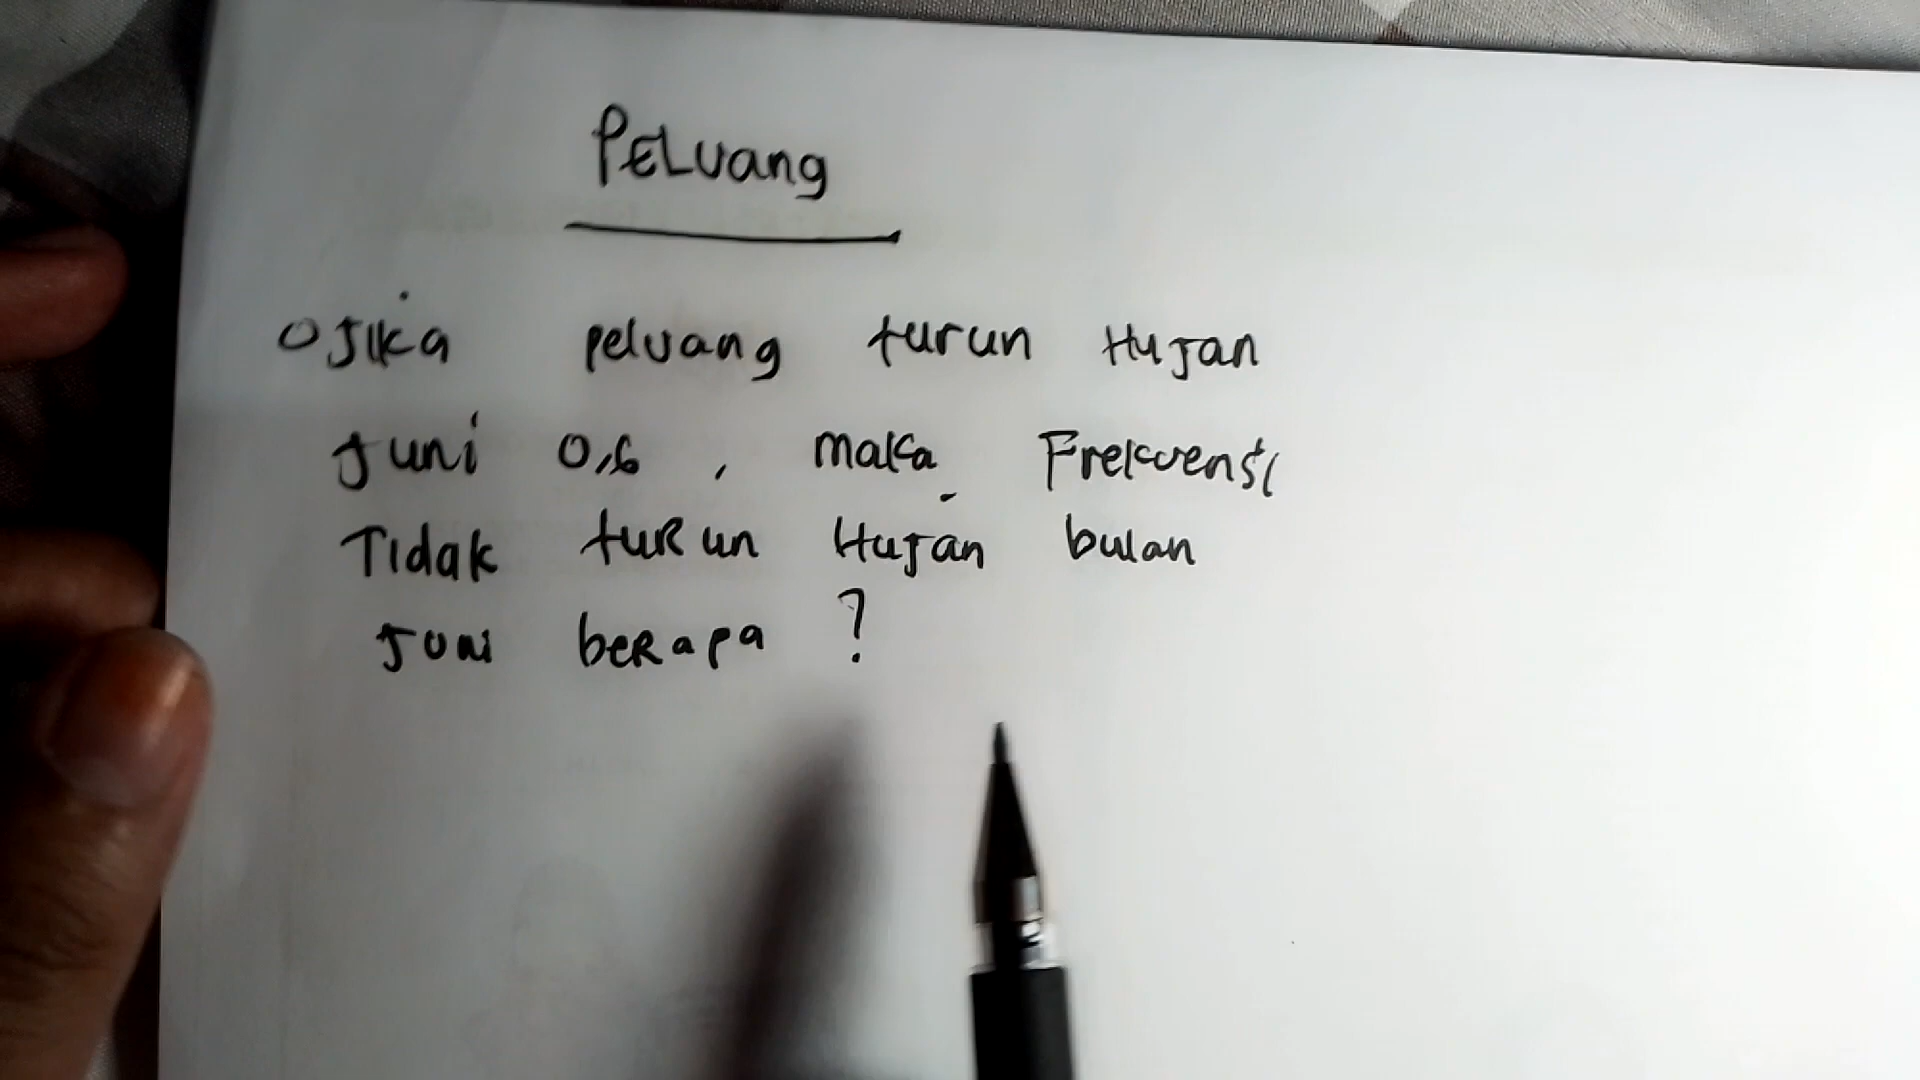 Peluang
Jika peluang turun Hujan
Juni 0,6 , maka Frekuensi
Tidak tuRun Hujan bulan
Juni beRapa ?